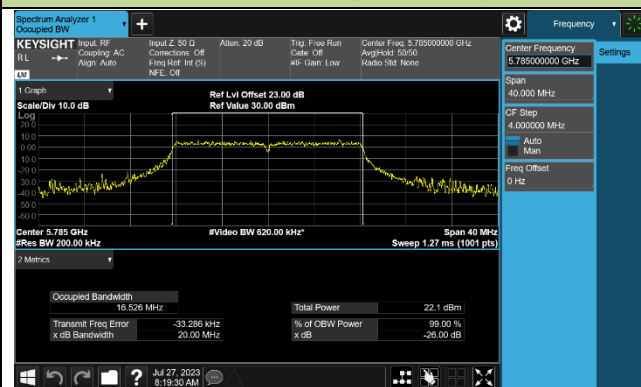 Spectrum Analyzer 1
Occupied BW
+
Frequency
KEYSIGHT Input: RF Input Z: 50 Ω Atten: 20 dB Trig: Free Run Center Freq: 5.785000000 GHz
RL Coupling: AC Corrections: Off Gate: Off Avg|Hold: 50/50
Align: Auto Freq Ref: Int (S) #IF Gain: Low Radio Std: None
LXI NFE: Off
Center Frequency
5.785000000 GHz
Settings
Span
40.000 MHz
CF Step
4.000000 MHz
Auto
Man
Freq Offset
0 Hz
1 Graph
Scale/Div 10.0 dB
Ref Lvl Offset 23.00 dB
Ref Value 30.00 dBm
Log
20.0
10.0
0.00
-10.0
-20.0
-30.0
-40.0
-50.0
-60.0
Center 5.785 GHz #Video BW 620.00 kHz* Span 40 MHz
#Res BW 200.00 kHz Sweep 1.27 ms (1001 pts)
2 Metrics
Occupied Bandwidth
16.526 MHz Total Power 22.1 dBm
Transmit Freq Error -33.286 kHz % of OBW Power 99.00 %
x dB Bandwidth 20.00 MHz x dB -26.00 dB
? Jul 27, 2023
8:19:30 AM